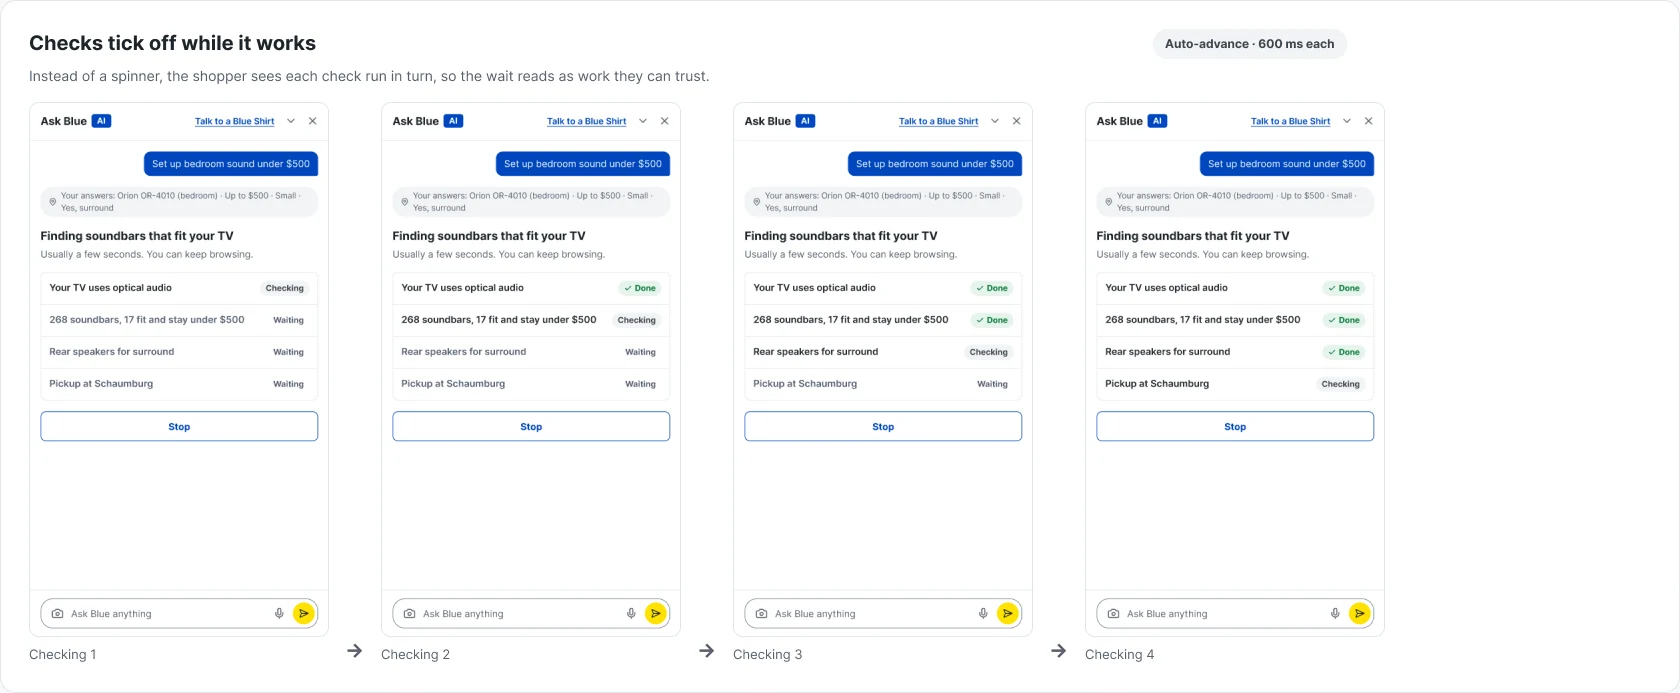 Checks tick off while it works
Auto-advance · 600 ms each
Instead of a spinner, the shopper sees each check run in turn, so the wait reads as work they can trust.
Ask Blue AI Talk to a Blue Shirt
Set up bedroom sound under $500
Your answers: Orion OR-4010 (bedroom) · Up to $500 · Small ·
Yes, surround
Finding soundbars that fit your TV
Usually a few seconds. You can keep browsing.
Your TV uses optical audio Checking
268 soundbars, 17 fit and stay under $500 Waiting
Rear speakers for surround Waiting
Pickup at Schaumburg Waiting
Stop
Ask Blue anything
Checking 1
Ask Blue AI Talk to a Blue Shirt
Set up bedroom sound under $500
Your answers: Orion OR-4010 (bedroom) · Up to $500 · Small ·
Yes, surround
Finding soundbars that fit your TV
Usually a few seconds. You can keep browsing.
Your TV uses optical audio ✓ Done
268 soundbars, 17 fit and stay under $500 Checking
Rear speakers for surround Waiting
Pickup at Schaumburg Waiting
Stop
Ask Blue anything
Checking 2
Ask Blue AI Talk to a Blue Shirt
Set up bedroom sound under $500
Your answers: Orion OR-4010 (bedroom) · Up to $500 · Small ·
Yes, surround
Finding soundbars that fit your TV
Usually a few seconds. You can keep browsing.
Your TV uses optical audio ✓ Done
268 soundbars, 17 fit and stay under $500 ✓ Done
Rear speakers for surround Checking
Pickup at Schaumburg Waiting
Stop
Ask Blue anything
Checking 3
Ask Blue AI Talk to a Blue Shirt
Set up bedroom sound under $500
Your answers: Orion OR-4010 (bedroom) · Up to $500 · Small ·
Yes, surround
Finding soundbars that fit your TV
Usually a few seconds. You can keep browsing.
Your TV uses optical audio ✓ Done
268 soundbars, 17 fit and stay under $500 ✓ Done
Rear speakers for surround ✓ Done
Pickup at Schaumburg Checking
Stop
Ask Blue anything
Checking 4